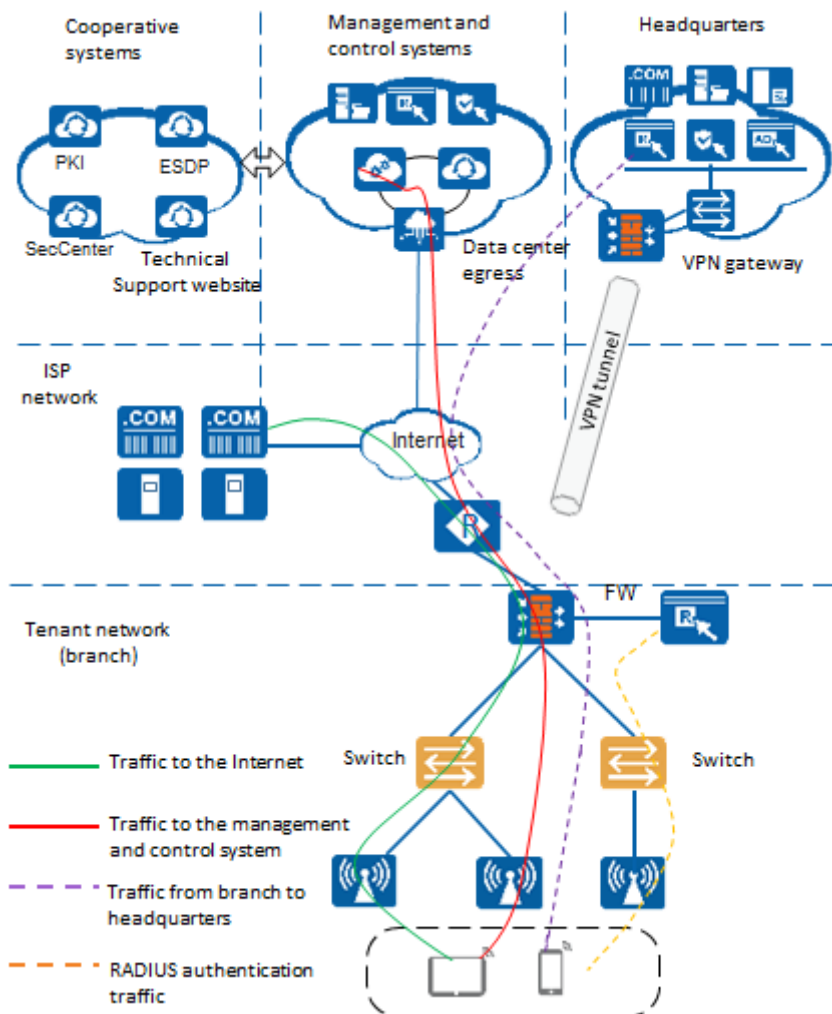 Cooperative
systems
Management and
control systems
Headquarters
.COM
R
PKI
ESDP
SecCenter
Technical
Support website
Data center
egress
VPN gateway
ISP
network
.COM
.COM
Internet
VPN tunnel
R
FW
R
Tenant network
(branch)
Switch
Switch
Traffic to the Internet
Traffic to the management
and control system
Traffic from branch to
headquarters
RADIUS authentication
traffic